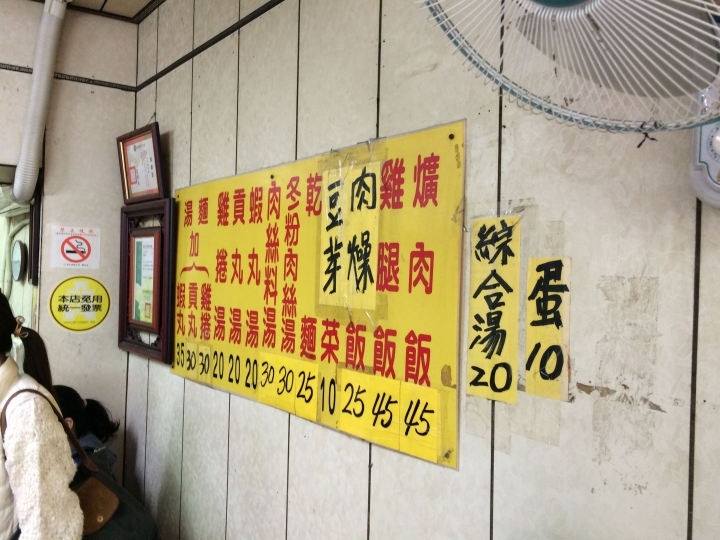 爌肉飯 45
雞腿飯 45
肉燥飯 25
豆芽菜 10
乾麵 25
冬粉肉絲湯 30
肉絲料湯 30
蝦丸湯 20
貢丸湯 20
雞捲湯 20
麵湯加{
雞捲 30
貢丸 30
蝦丸 35
綜合湯 20
蛋 10
本店免用
統一發票